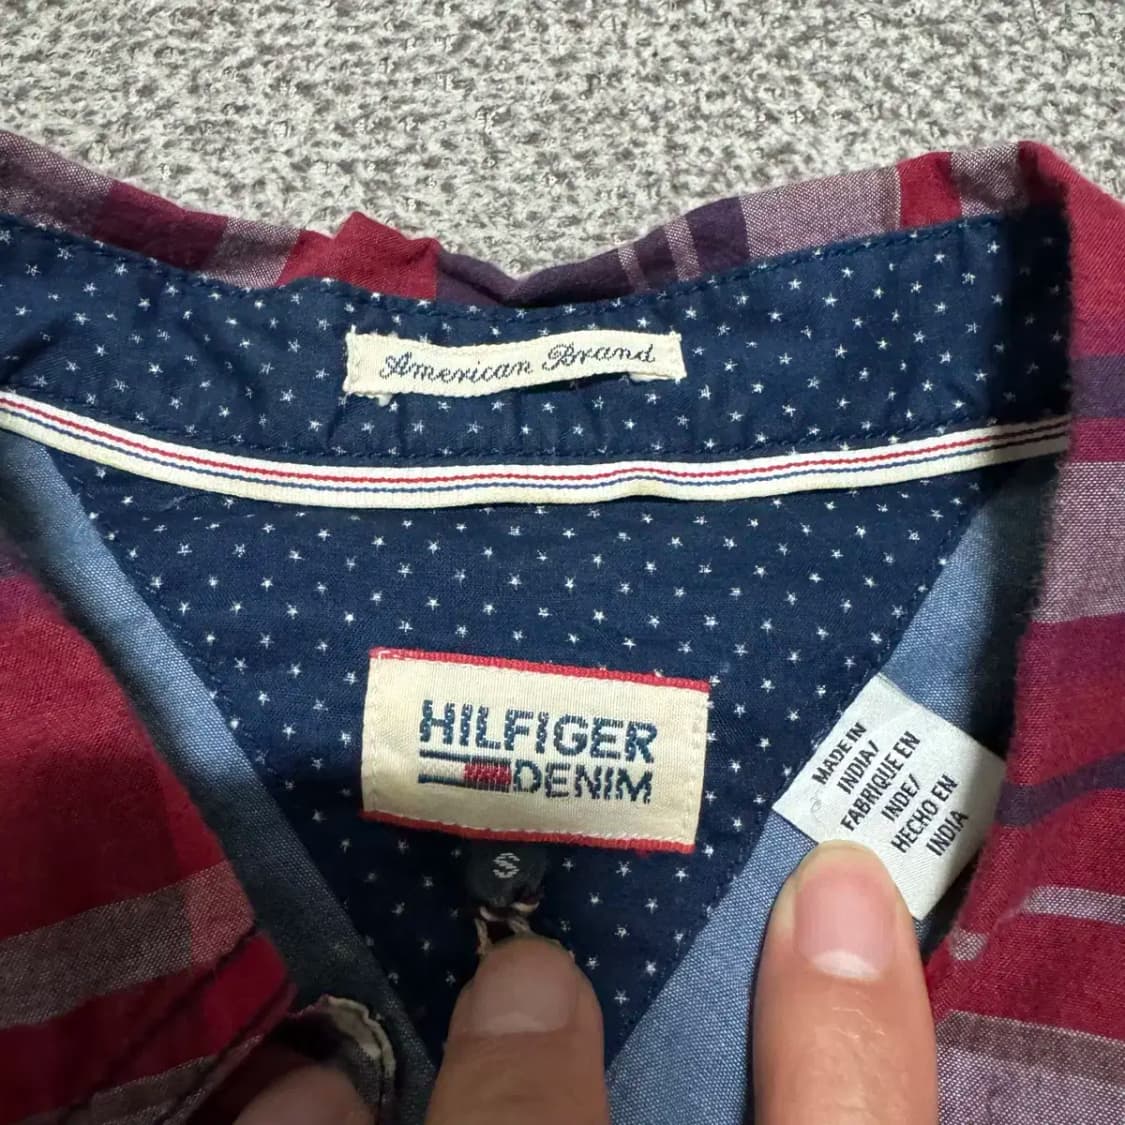 American Brand
HILFIGER
DENIM
S
MADE IN
INDIA/
FABRIQUE EN
INDE/
HECHO EN
INDIA